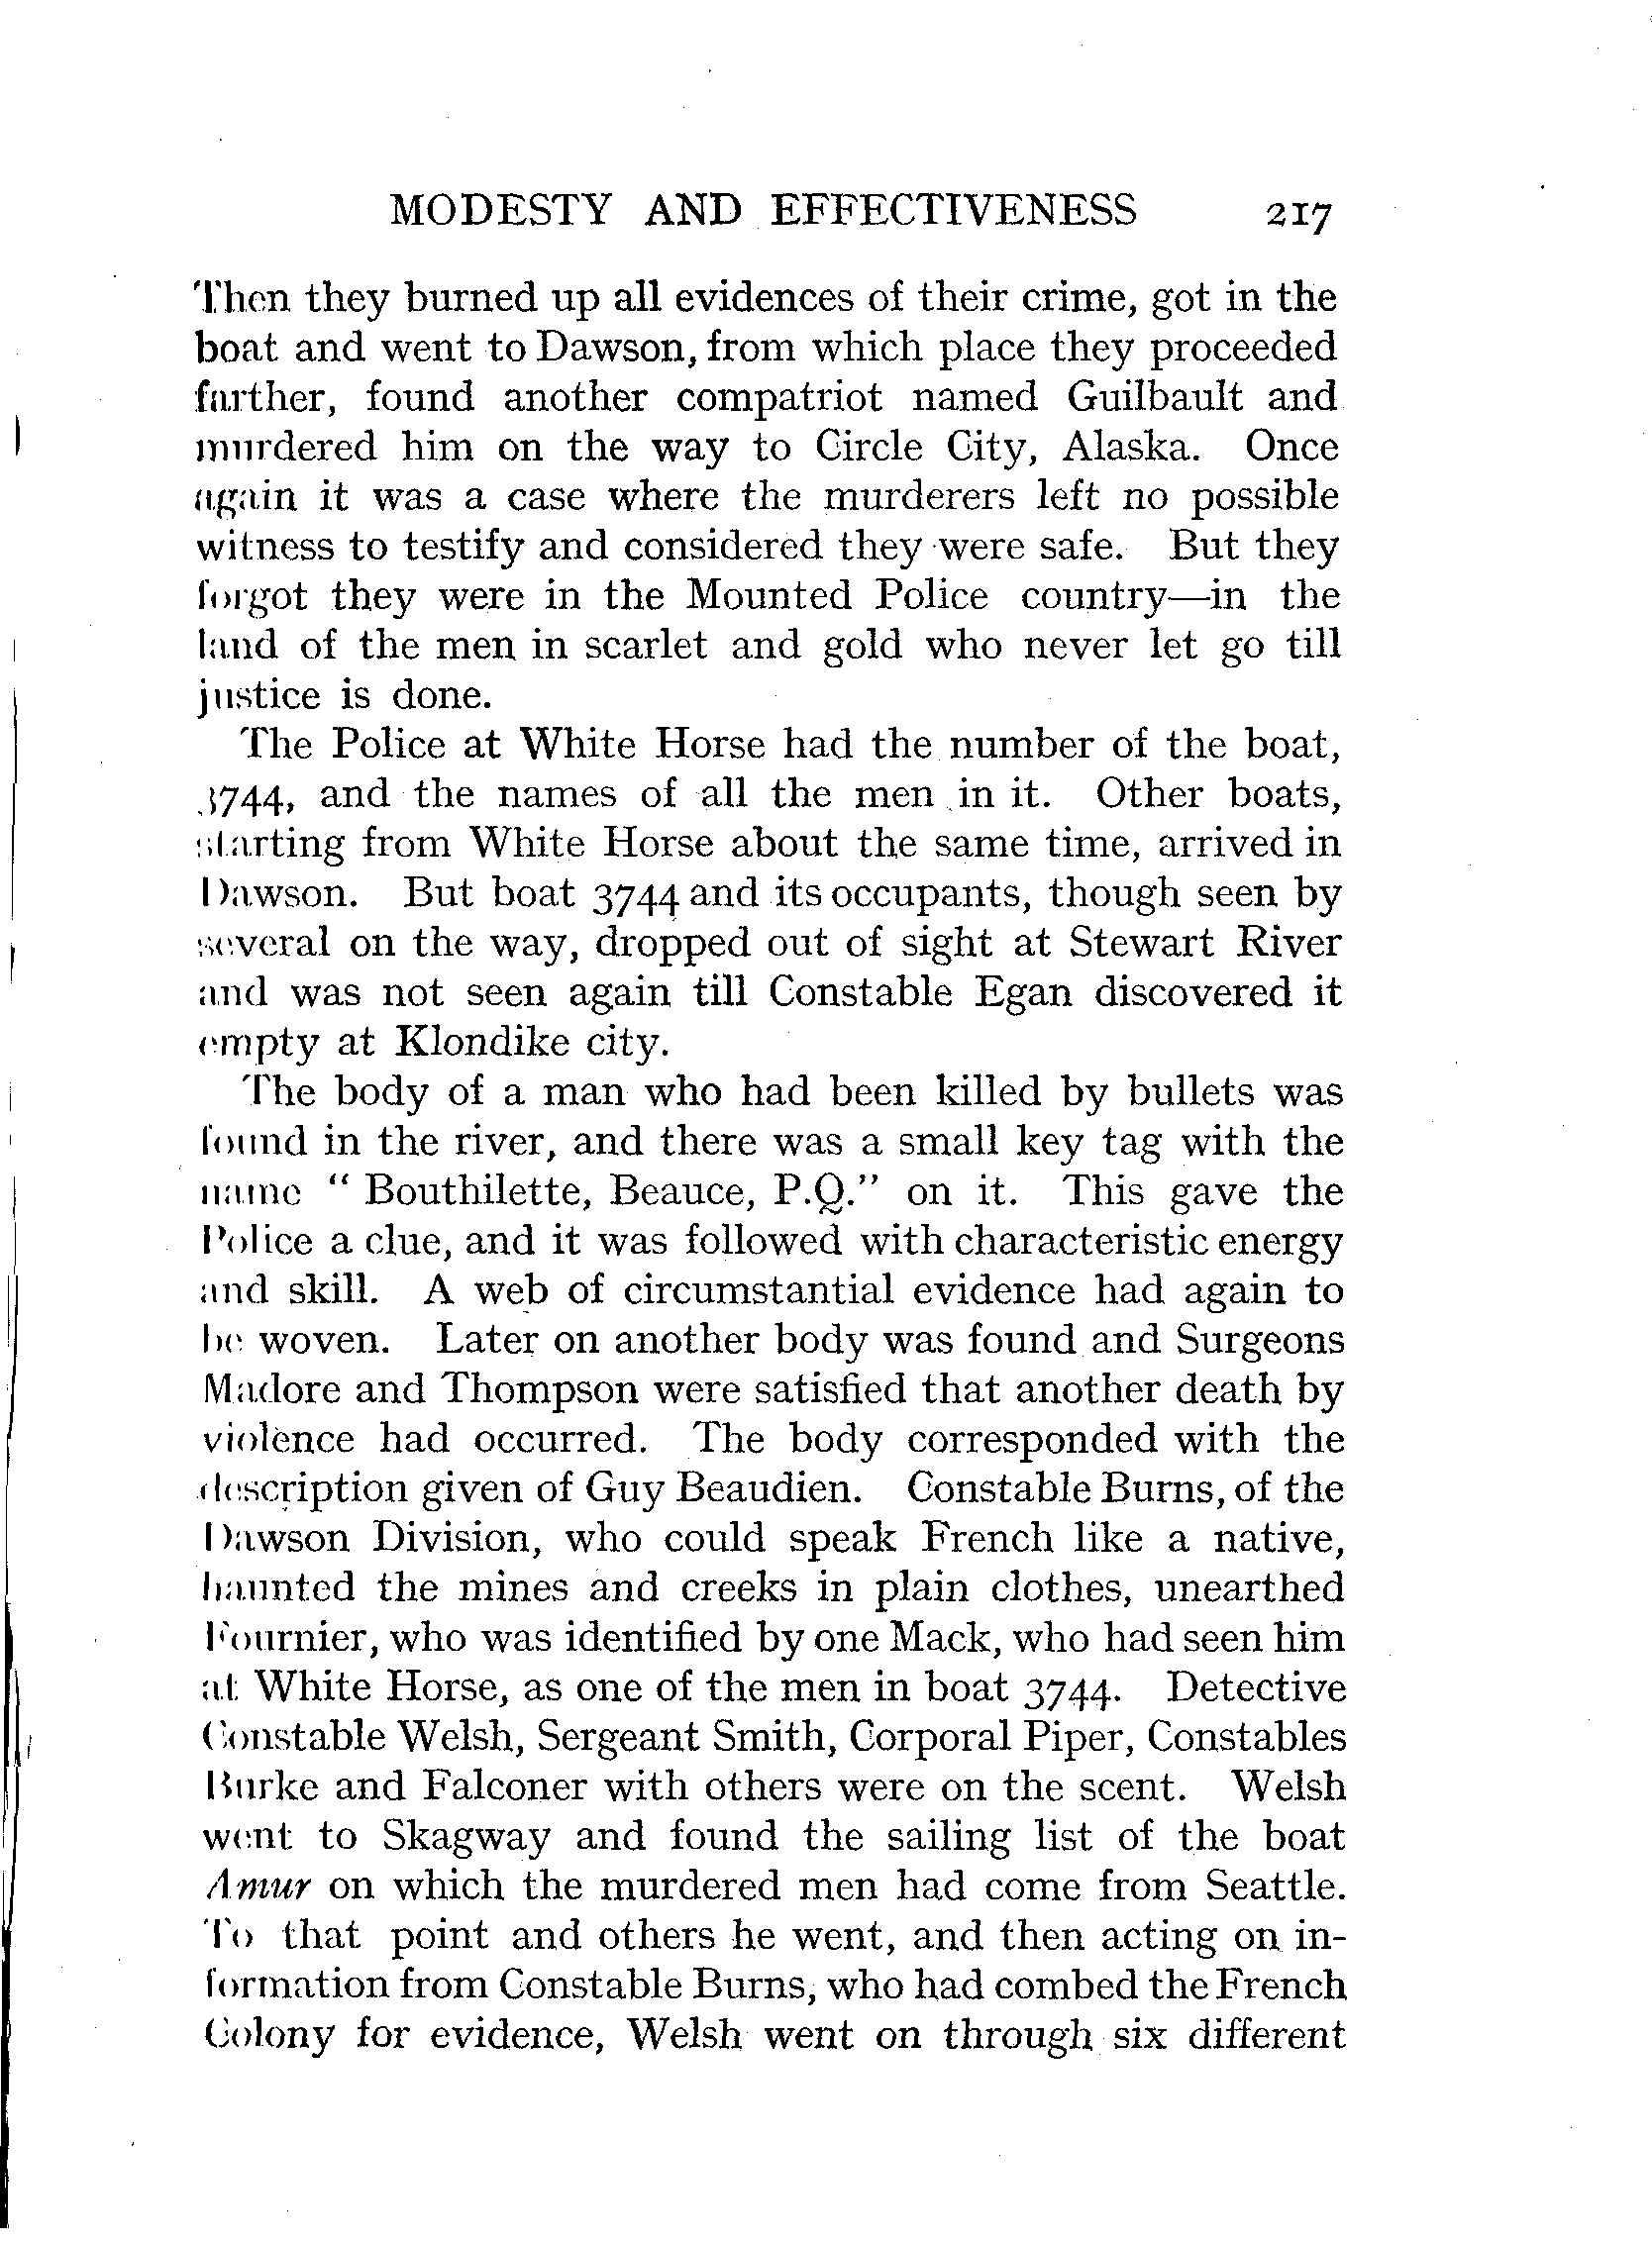 MODESTY AND EFFECTIVENESS 217
Then they burned up all evidences of their crime, got in the
boat and went to Dawson, from which place they proceeded
farther, found another compatriot named Guilbault and
murdered him on the way to Circle City, Alaska. Once
again it was a case where the murderers left no possible
witness to testify and considered they were safe. But they
forgot they were in the Mounted Police country—in the
land of the men in scarlet and gold who never let go till
justice is done.
The Police at White Horse had the number of the boat,
3744, and the names of all the men in it. Other boats,
starting from White Horse about the same time, arrived in
Dawson. But boat 3744 and its occupants, though seen by
several on the way, dropped out of sight at Stewart River
and was not seen again till Constable Egan discovered it
empty at Klondike city.
The body of a man who had been killed by bullets was
found in the river, and there was a small key tag with the
name “ Bouthilette, Beauce, P.Q.” on it. This gave the
Police a clue, and it was followed with characteristic energy
and skill. A web of circumstantial evidence had again to
be woven. Later on another body was found and Surgeons
Madore and Thompson were satisfied that another death by
violence had occurred. The body corresponded with the
description given of Guy Beaudien. Constable Burns, of the
Dawson Division, who could speak French like a native,
haunted the mines and creeks in plain clothes, unearthed
Fournier, who was identified by one Mack, who had seen him
at White Horse, as one of the men in boat 3744. Detective
Constable Welsh, Sergeant Smith, Corporal Piper, Constables
Burke and Falconer with others were on the scent. Welsh
went to Skagway and found the sailing list of the boat
Amur on which the murdered men had come from Seattle.
To that point and others he went, and then acting on in-
formation from Constable Burns, who had combed the French
Colony for evidence, Welsh went on through six different